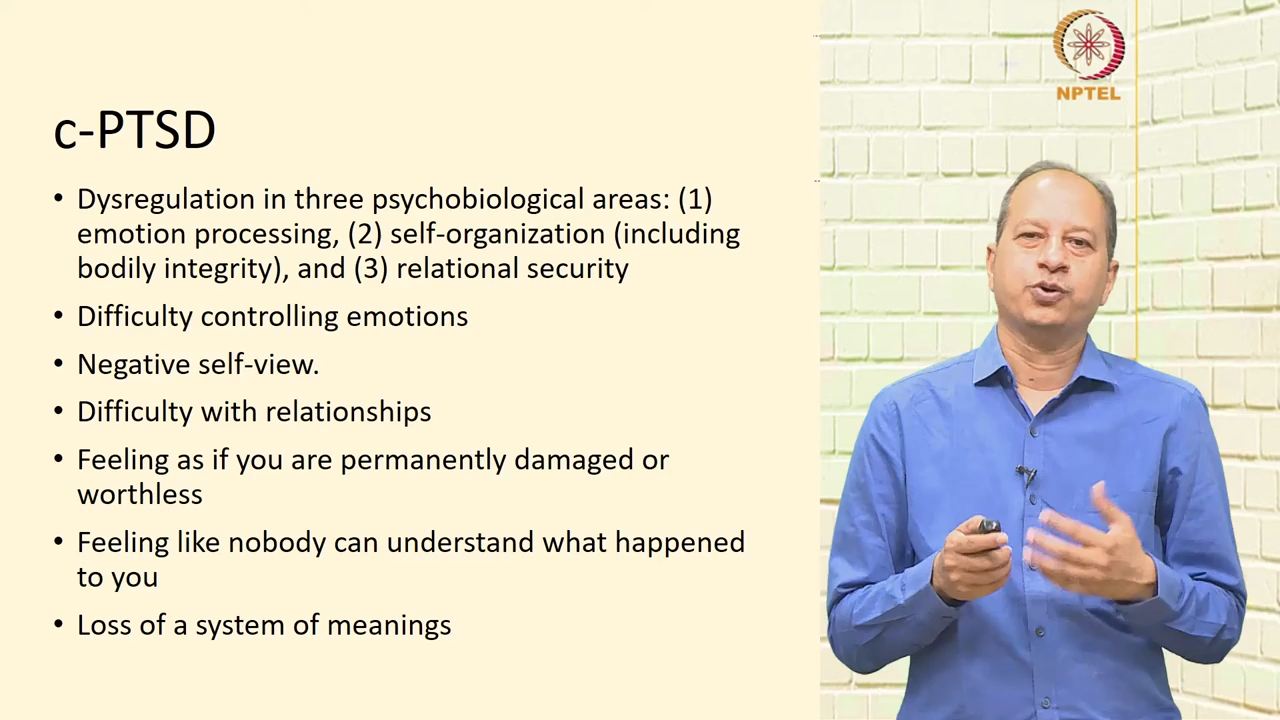 c-PTSD
• Dysregulation in three psychobiological areas: (1)
emotion processing, (2) self-organization (including
bodily integrity), and (3) relational security
• Difficulty controlling emotions
• Negative self-view.
• Difficulty with relationships
• Feeling as if you are permanently damaged or
worthless
• Feeling like nobody can understand what happened
to you
• Loss of a system of meanings
NPTEL